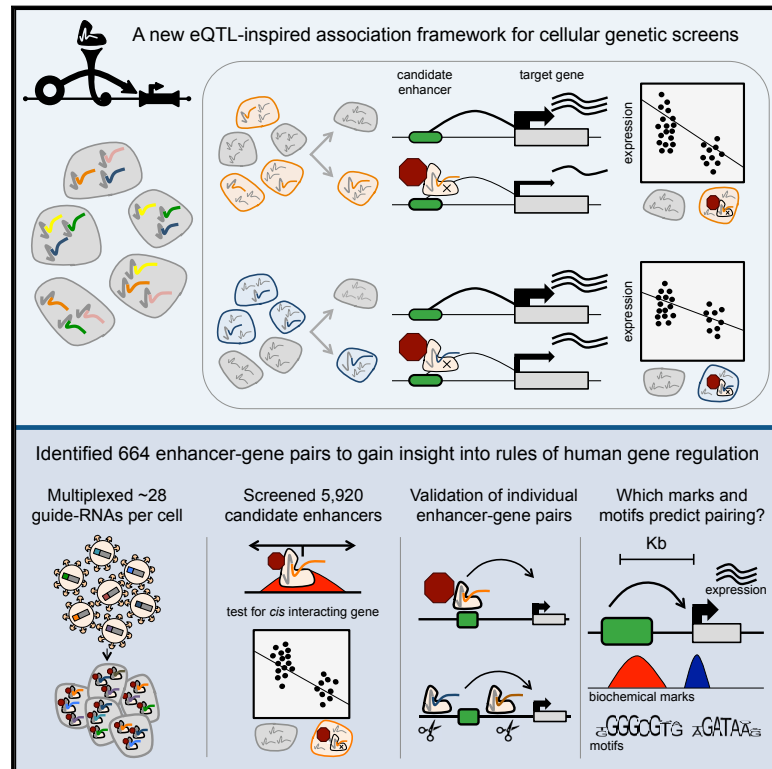 A new eQTL-inspired association framework for cellular genetic screens
candidate
enhancer
target gene
expression
expression
Identified 664 enhancer-gene pairs to gain insight into rules of human gene regulation
Multiplexed ~28
guide-RNAs per cell
Screened 5,920
candidate enhancers
test for cis interacting gene
Validation of individual
enhancer-gene pairs
Which marks and
motifs predict pairing?
Kb
expression
biochemical marks
GGGCGTG AGATAAG
motifs